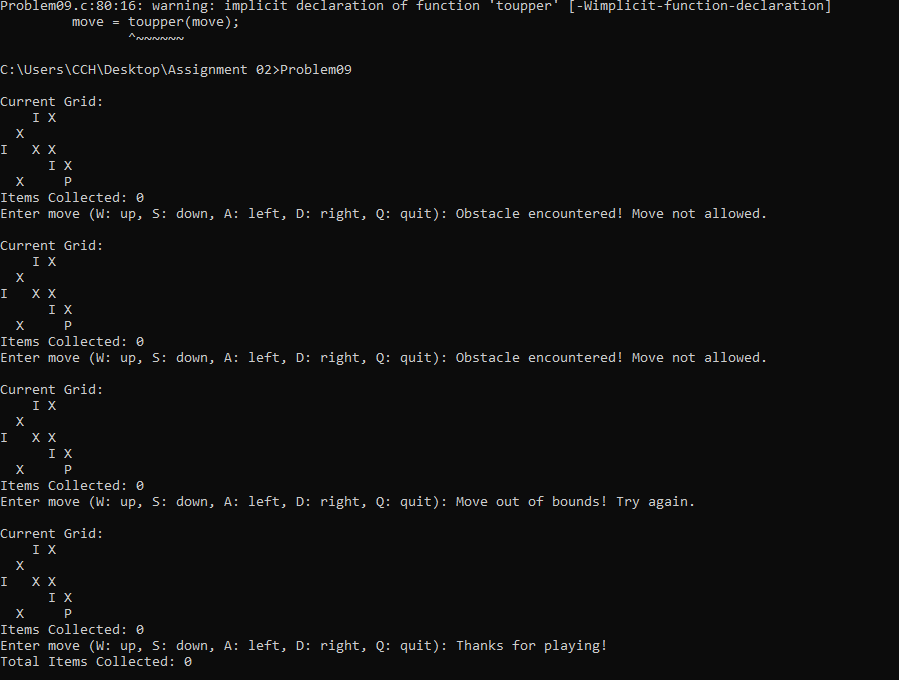 Problem09.c:80:16: warning: implicit declaration of function 'toupper' [-Wimplicit-function-declaration]
         move = toupper(move);
                ^~~~~~~

C:\Users\CCH\Desktop\Assignment 02>Problem09

Current Grid:
    I X
  X
I   X X
      I X
  X     P
Items Collected: 0
Enter move (W: up, S: down, A: left, D: right, Q: quit): Obstacle encountered! Move not allowed.

Current Grid:
    I X
  X
I   X X
      I X
  X     P
Items Collected: 0
Enter move (W: up, S: down, A: left, D: right, Q: quit): Obstacle encountered! Move not allowed.

Current Grid:
    I X
  X
I   X X
      I X
  X     P
Items Collected: 0
Enter move (W: up, S: down, A: left, D: right, Q: quit): Move out of bounds! Try again.

Current Grid:
    I X
  X
I   X X
      I X
  X     P
Items Collected: 0
Enter move (W: up, S: down, A: left, D: right, Q: quit): Thanks for playing!
Total Items Collected: 0